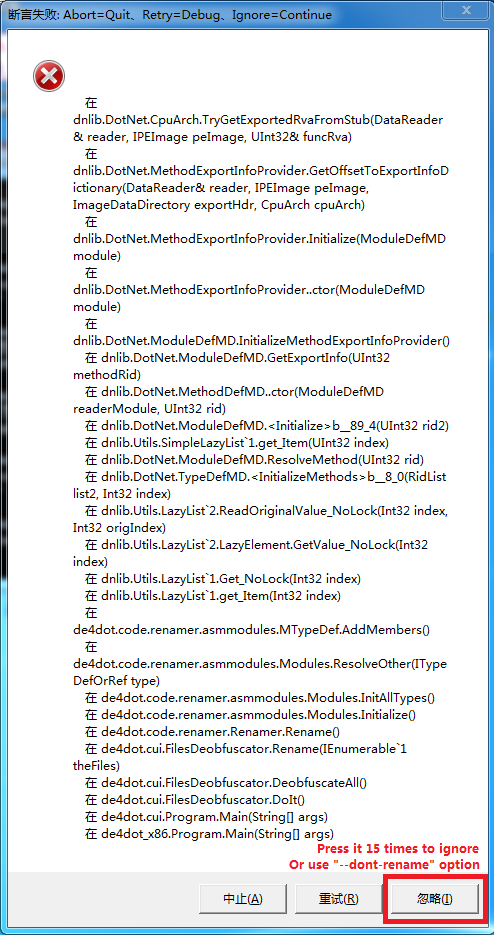 断言失败: Abort=Quit、Retry=Debug、Ignore=Continue
在
dnlib.DotNet.CpuArch.TryGetExportedRvaFromStub(DataReader
& reader, IPEImage peImage, UInt32& funcRva)
在
dnlib.DotNet.MethodExportInfoProvider.GetOffsetToExportInfoD
ictionary(DataReader& reader, IPEImage peImage,
ImageDataDirectory exportHdr, CpuArch cpuArch)
在
dnlib.DotNet.MethodExportInfoProvider.Initialize(ModuleDefMD
module)
在
dnlib.DotNet.MethodExportInfoProvider..ctor(ModuleDefMD
module)
在
dnlib.DotNet.ModuleDefMD.InitializeMethodExportInfoProvider()
在 dnlib.DotNet.ModuleDefMD.GetExportInfo(UInt32
methodRid)
在 dnlib.DotNet.MethodDefMD..ctor(ModuleDefMD
readerModule, UInt32 rid)
在 dnlib.DotNet.ModuleDefMD.<Initialize>b__89_4(UInt32 rid2)
在 dnlib.Utils.SimpleLazyList`1.get_Item(UInt32 index)
在 dnlib.DotNet.ModuleDefMD.ResolveMethod(UInt32 rid)
在 dnlib.DotNet.TypeDefMD.<InitializeMethods>b__8_0(RidList
list2, Int32 index)
在 dnlib.Utils.LazyList`2.ReadOriginalValue_NoLock(Int32 index,
Int32 origIndex)
在 dnlib.Utils.LazyList`2.LazyElement.GetValue_NoLock(Int32
index)
在 dnlib.Utils.LazyList`1.Get_NoLock(Int32 index)
在 dnlib.Utils.LazyList`1.get_Item(Int32 index)
在
de4dot.code.renamer.asmmodules.MTypeDef.AddMembers()
在
de4dot.code.renamer.asmmodules.Modules.ResolveOther(IType
DefOrRef type)
在 de4dot.code.renamer.asmmodules.Modules.InitAllTypes()
在 de4dot.code.renamer.asmmodules.Modules.Initialize()
在 de4dot.code.renamer.Renamer.Rename()
在 de4dot.cui.FilesDeobfuscator.Rename(IEnumerable`1
theFiles)
在 de4dot.cui.FilesDeobfuscator.DeobfuscateAll()
在 de4dot.cui.FilesDeobfuscator.DoIt()
在 de4dot.cui.Program.Main(String[] args)
在 de4dot_x86.Program.Main(String[] args)
Press it 15 times to ignore
Or use "--dont-rename" option
中止(A) 重试(R) 忽略(I)